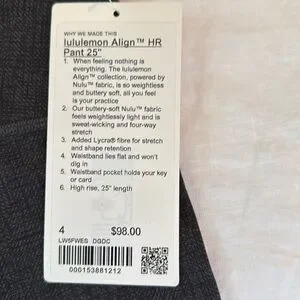 WHY WE MADE THIS
lululemon Align™ HR
Pant 25"
1. When feeling nothing is
everything. The lululemon
Align™ collection, powered by
Nulu™ fabric, is so weightless
and buttery soft, all you feel
is your practice
2. Our buttery-soft Nulu™ fabric
feels weightlessly light and is
sweat-wicking and four-way
stretch
3. Added Lycra® fibre for stretch
and shape retention
4. Waistband lies flat and won't
dig in
5. Waistband pocket holds your key
or card
6. High rise, 25" length
4 $98.00
LW5FWES DGDC
000153881212